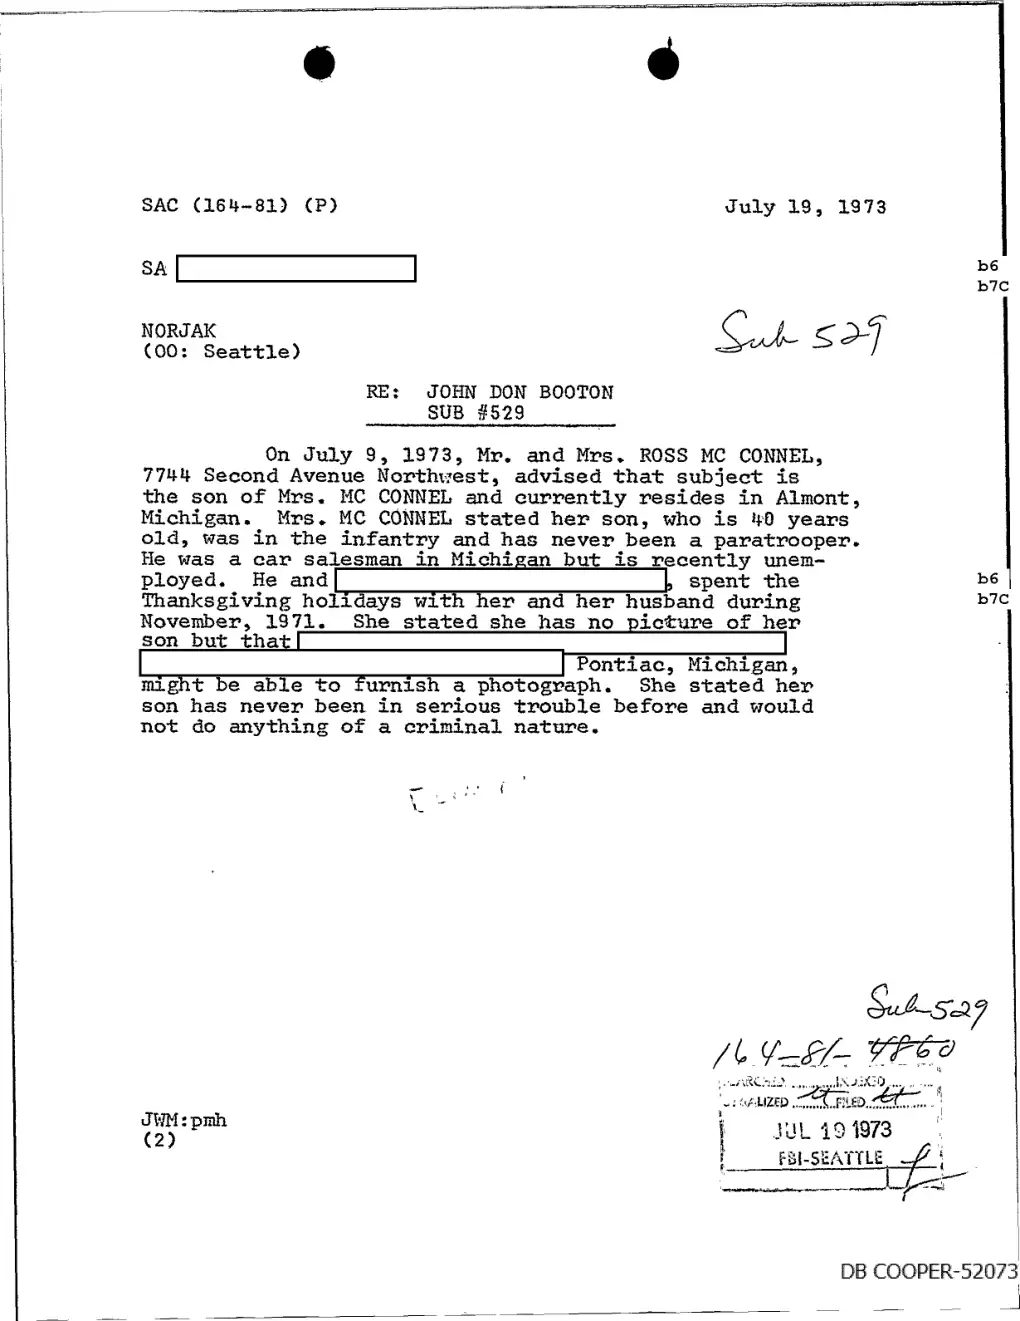 SAC (164-81) (P) July 19, 1973
SA
b6
b7C
NORJAK
(OO: Seattle)
Sub 529
RE: JOHN DON BOOTON
SUB #529
On July 9, 1973, Mr. and Mrs. ROSS MC CONNEL,
7744 Second Avenue Northwest, advised that subject is
the son of Mrs. MC CONNEL and currently resides in Almont,
Michigan. Mrs. MC CONNEL stated her son, who is 40 years
old, was in the infantry and has never been a paratrooper.
He was a car salesman in Michigan but is recently unem-
ployed. He and , spent the
b6
b7C
Thanksgiving holidays with her and her husband during
November, 1971. She stated she has no picture of her
son but that
Pontiac, Michigan,
might be able to furnish a photograph. She stated her
son has never been in serious trouble before and would
not do anything of a criminal nature.
Sub-529
164-81- 4860
INDEXED
FILED
JUL 19 1973
FBI-SEATTLE
JWM:pmh
(2)
DB COOPER-52073